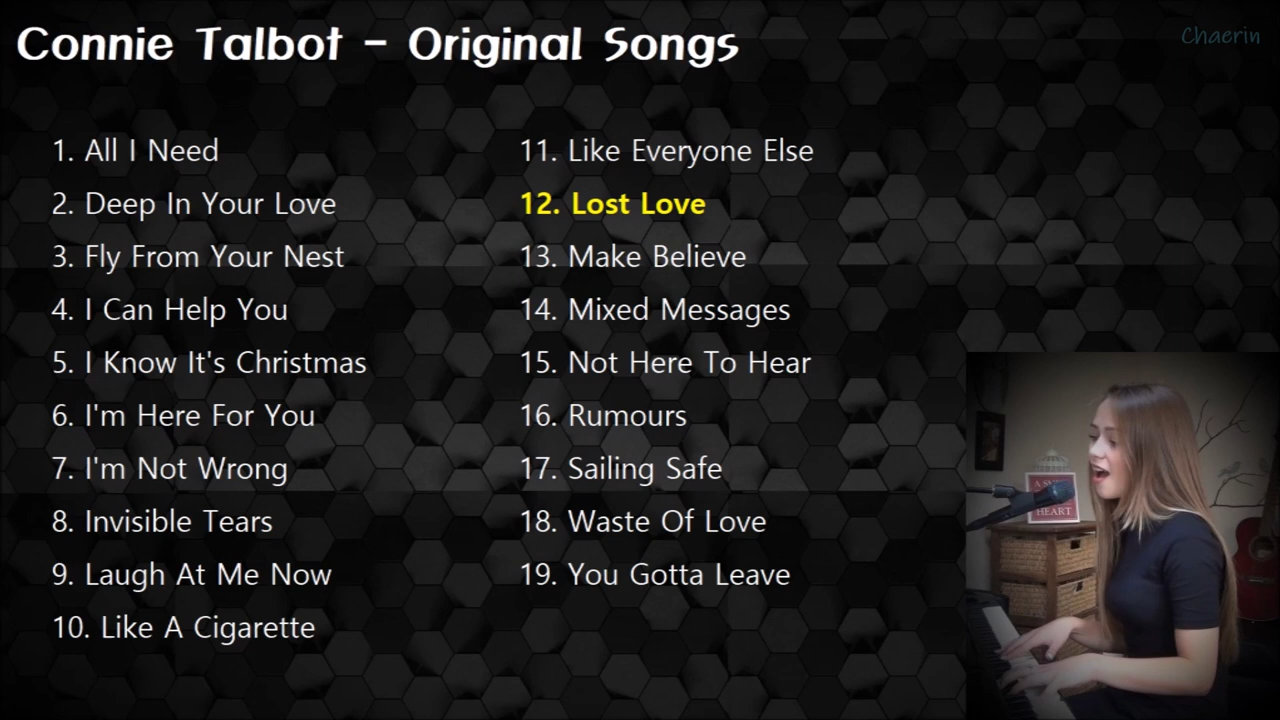 Connie Talbot - Original Songs
Chaerin
1. All I Need
2. Deep In Your Love
3. Fly From Your Nest
4. I Can Help You
5. I Know It's Christmas
6. I'm Here For You
7. I'm Not Wrong
8. Invisible Tears
9. Laugh At Me Now
10. Like A Cigarette
11. Like Everyone Else
12. Lost Love
13. Make Believe
14. Mixed Messages
15. Not Here To Hear
16. Rumours
17. Sailing Safe
18. Waste Of Love
19. You Gotta Leave
HEART